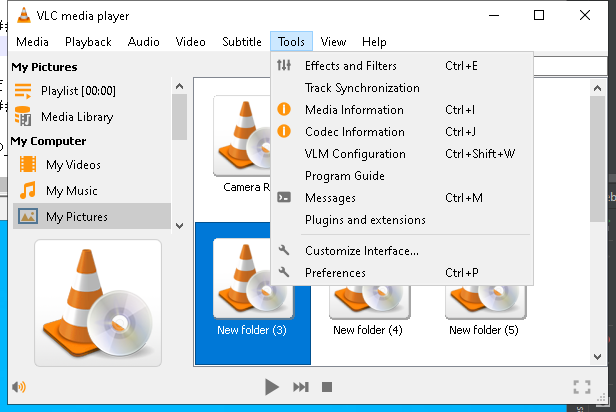 VLC media player
Media Playback Audio Video Subtitle Tools View Help
My Pictures
Playlist [00:00]
Media Library
My Computer
My Videos
My Music
My Pictures
Effects and Filters Ctrl+E
Track Synchronization
Media Information Ctrl+I
Codec Information Ctrl+J
VLM Configuration Ctrl+Shift+W
Program Guide
Messages Ctrl+M
Plugins and extensions
Customize Interface...
Preferences Ctrl+P
Camera R
New folder (3) New folder (4) New folder (5)